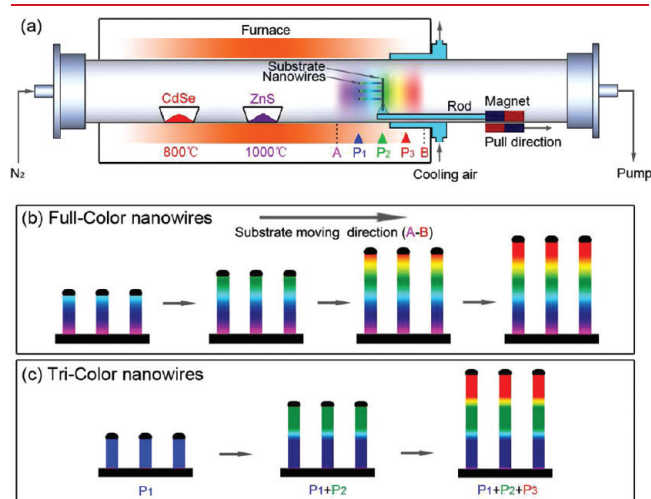 (a)
Furnace
Substrate
Nanowires
CdSe
ZnS
Rod
Magnet
800℃
1000℃
A
P1
P2
P3
B
Pull direction
N2
Cooling air
Pump
(b) Full-Color nanowires
Substrate moving direction (A-B)
(c) Tri-Color nanowires
P1
P1+P2
P1+P2+P3